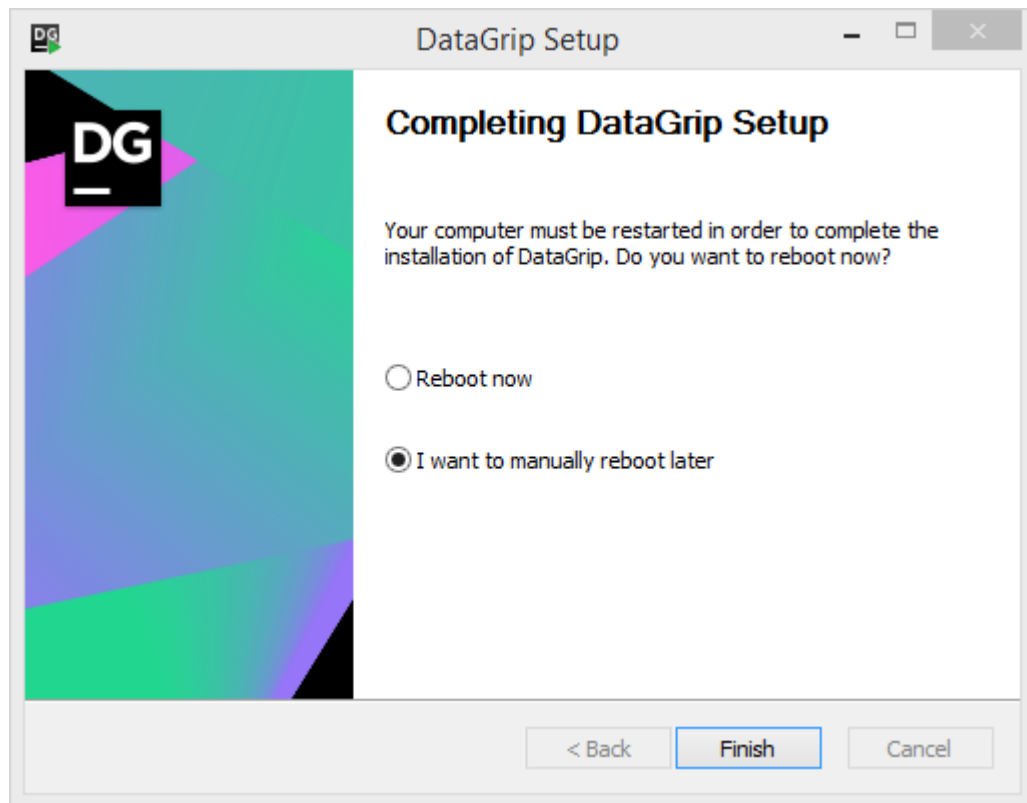 DG
DataGrip Setup
DG
Completing DataGrip Setup
Your computer must be restarted in order to complete the
installation of DataGrip. Do you want to reboot now?
Reboot now
I want to manually reboot later
< Back
Finish
Cancel